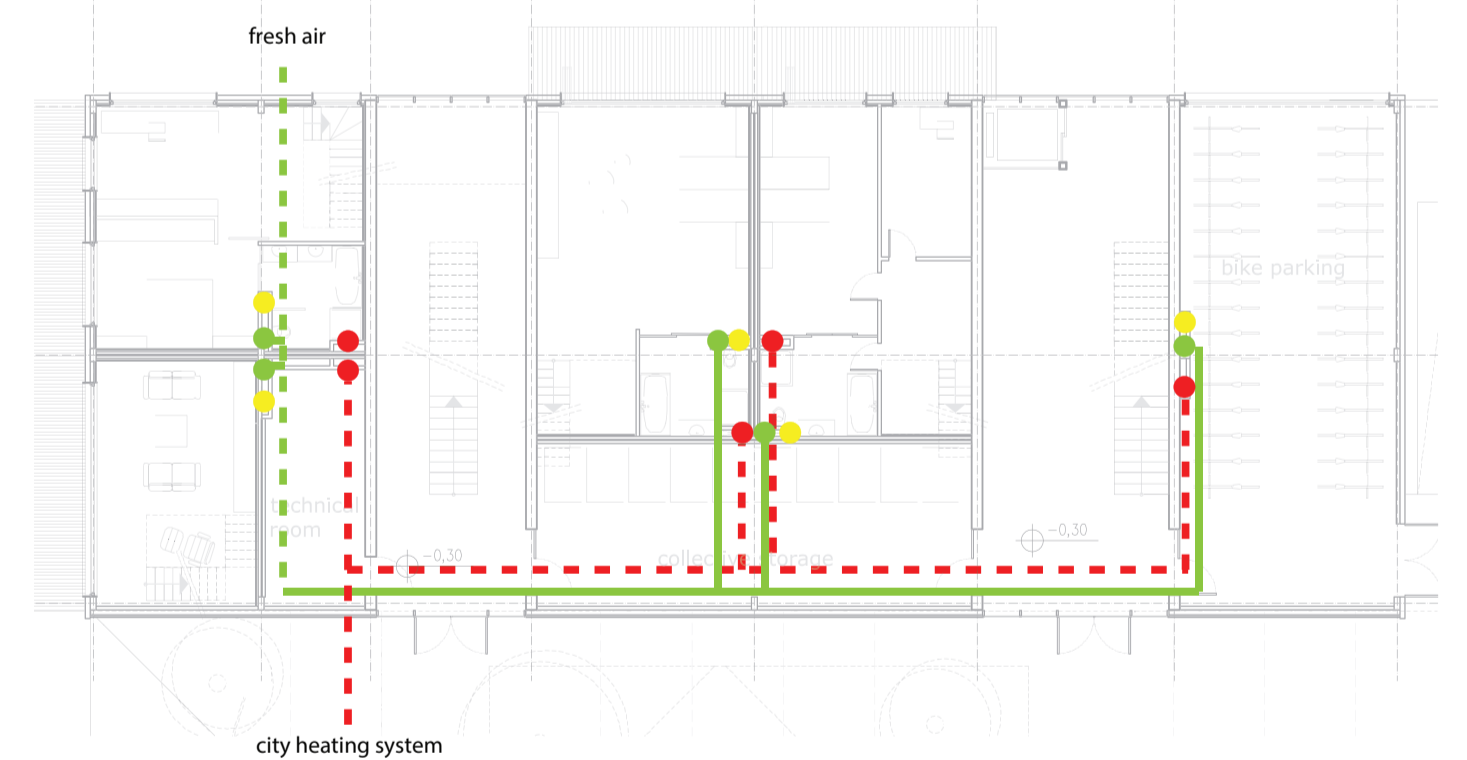 fresh air
bike parking
technical
room
-0,30
-0,30
collective storage
city heating system